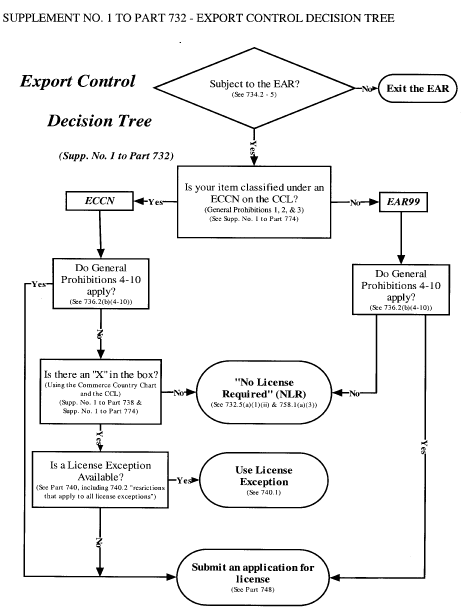 SUPPLEMENT NO. 1 TO PART 732 - EXPORT CONTROL DECISION TREE
Export Control
Decision Tree
(Supp. No. 1 to Part 732)
Subject to the EAR?
(See 734.2 - 5)
No
Exit the EAR
Yes
Is your item classified under an
ECCN on the CCL?
(General Prohibitions 1, 2, & 3)
(See Supp. No. 1 to Part 774)
Yes
ECCN
No
EAR99
Do General
Prohibitions 4-10
apply?
(See 736.2(b)(4-10))
Yes
No
Do General
Prohibitions 4-10
apply?
(See 736.2(b)(4-10))
No
Yes
Is there an "X" in the box?
(Using the Commerce Country Chart
and the CCL)
(Supp. No. 1 to Part 738 &
Supp. No. 1 to Part 774)
No
"No License
Required" (NLR)
(See 732.5(a)(1)(ii) & 758.1(a)(3))
Yes
Is a License Exception
Available?
(See Part 740, including 740.2 "resrictions
that apply to all license exceptions")
Yes
Use License
Exception
(See 740.1)
No
Submit an application for
license
(See Part 748)